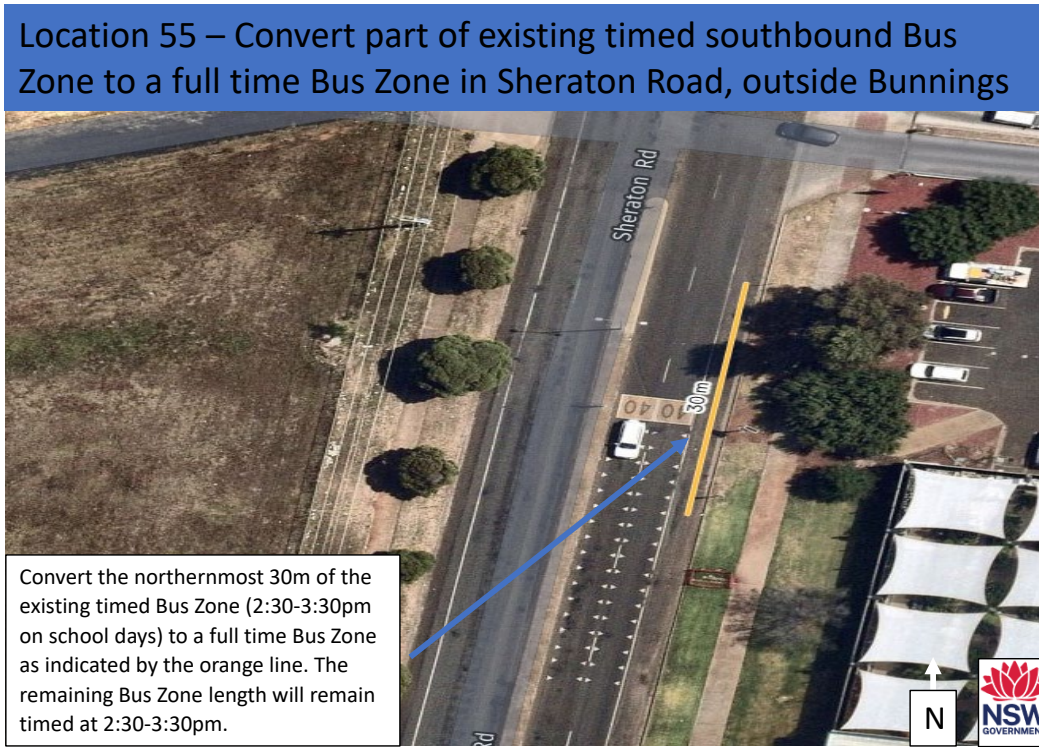 Location 55 – Convert part of existing timed southbound Bus
Zone to a full time Bus Zone in Sheraton Road, outside Bunnings
Sheraton Rd
40 40
30 m
Convert the northernmost 30m of the
existing timed Bus Zone (2:30-3:30pm
on school days) to a full time Bus Zone
as indicated by the orange line. The
remaining Bus Zone length will remain
timed at 2:30-3:30pm.
Rd
N
NSW
GOVERNMENT